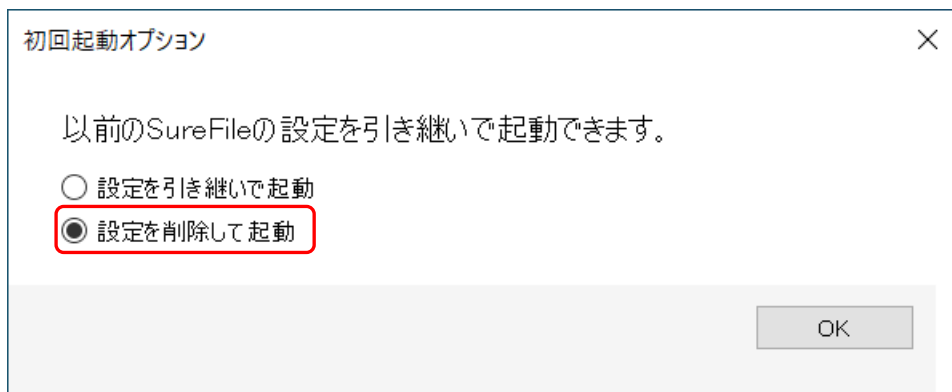 初回起動オプション
以前のSureFileの設定を引き継いで起動できます。
設定を引き継いで起動
設定を削除して起動
OK